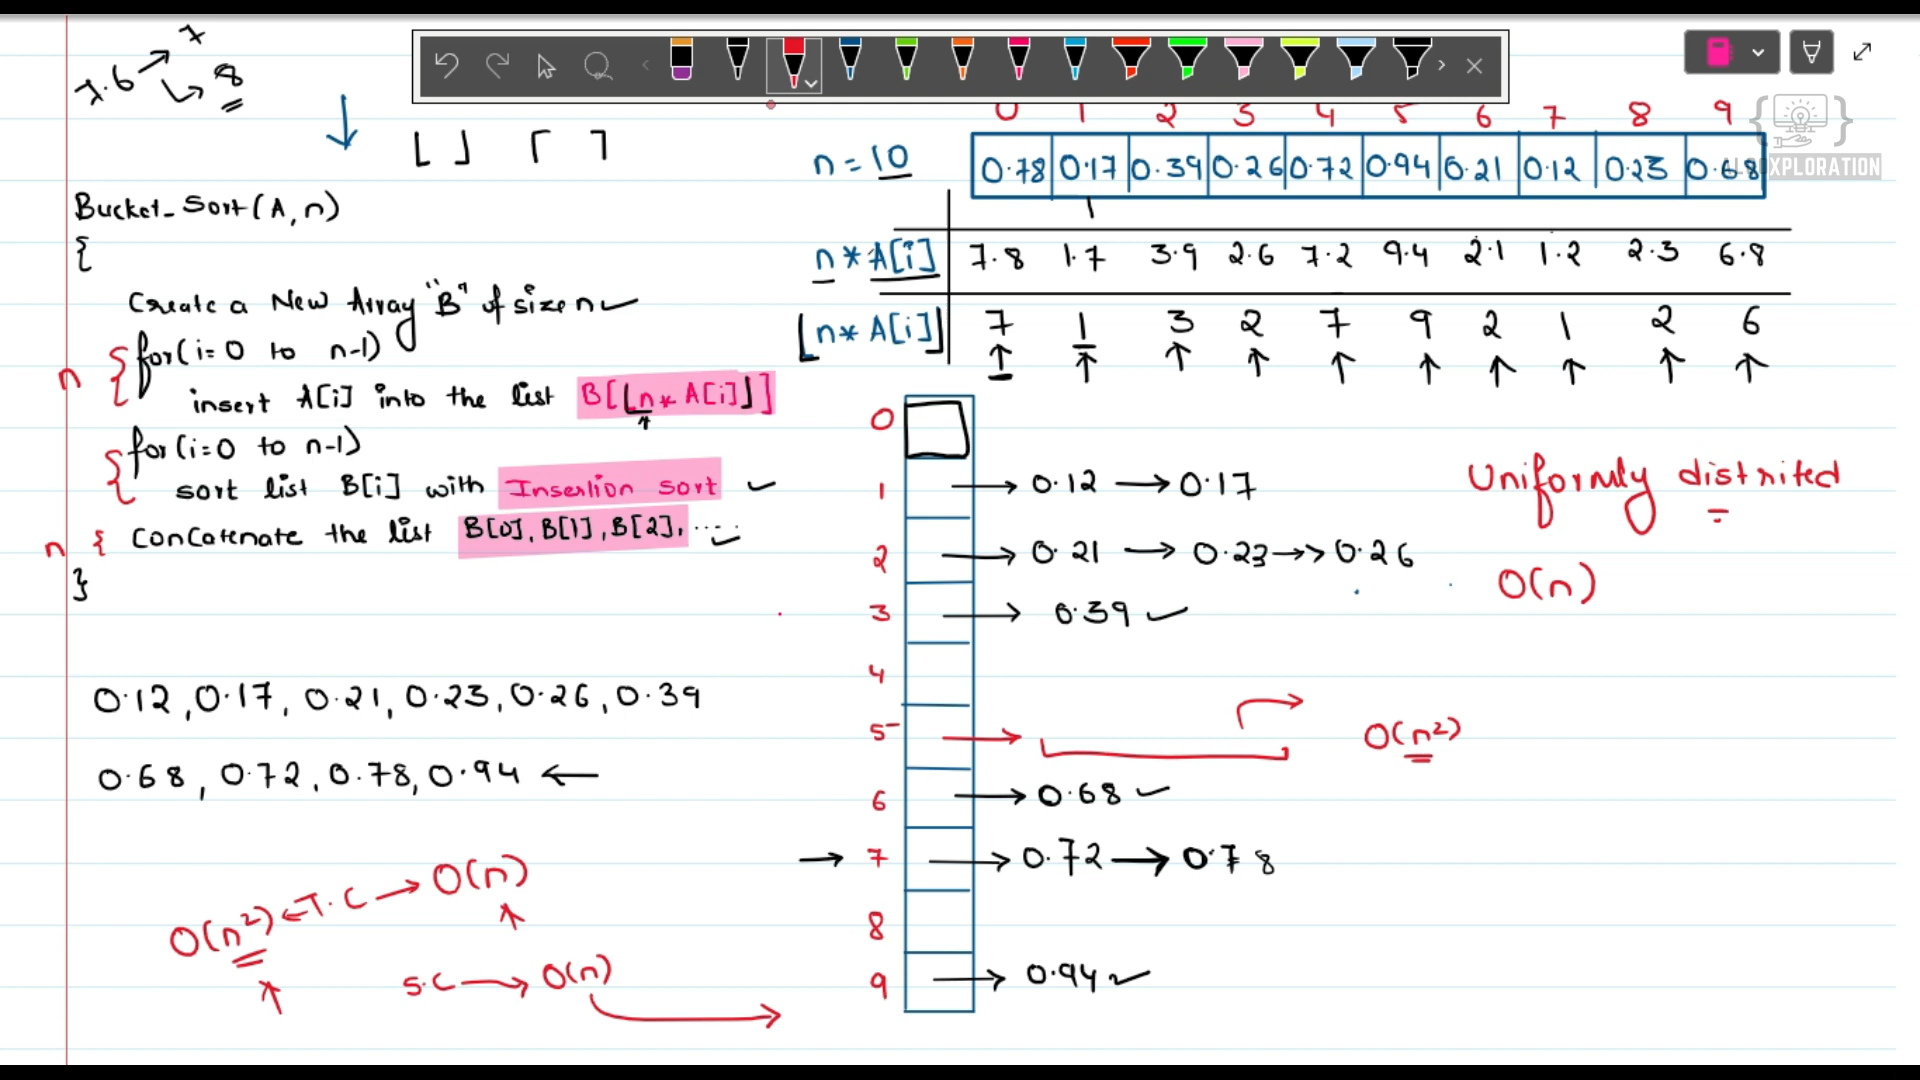 7.6 → 7
↳ 8
⌊ ⌋ ⌈ ⌉
Bucket_Sort(A, n)
{
Create a New Array "B" of size n
n { for(i=0 to n-1)
insert A[i] into the list B[⌊n* A[i]⌋]
{ for(i=0 to n-1)
sort list B[i] with Insertion sort
n { Concatenate the list B[0], B[1], B[2], ....
}
0.12, 0.17, 0.21, 0.23, 0.26, 0.39
0.68, 0.72, 0.78, 0.94 ←
O(n²) ← T.C → O(n)
S.C → O(n)
0 1 2 3 4 5 6 7 8 9
n = 10 0.78 0.17 0.39 0.26 0.72 0.94 0.21 0.12 0.23 0.68
n * A[i] 7.8 1.7 3.9 2.6 7.2 9.4 2.1 1.2 2.3 6.8
⌊n* A[i]⌋ 7 1 3 2 7 9 2 1 2 6
0
1 → 0.12 → 0.17
2 → 0.21 → 0.23 → 0.26
3 → 0.39
4
5 → O(n²)
6 → 0.68
→ 7 → 0.72 → 0.78
8
9 → 0.94
Uniformly distrited
O(n)
XPLORATION